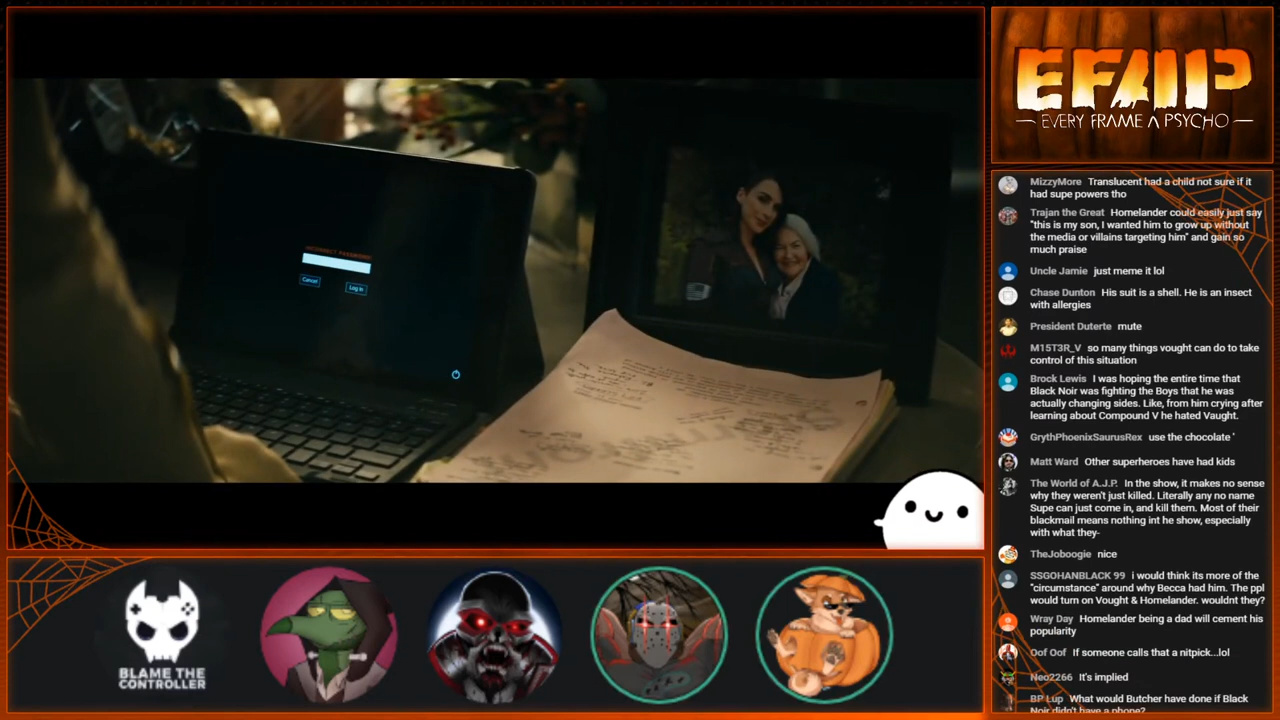 INCORRECT PASSWORD
Cancel
Log in
EFAP
EVERY FRAME A PSYCHO
MizzyMore Translucent had a child not sure if it
had supe powers tho
Trajan the Great Homelander could easily just say
"this is my son, I wanted him to grow up without
the media or villains targeting him" and gain so
much praise
Uncle Jamie just meme it lol
Chase Dunton His suit is a shell. He is an insect
with allergies
President Duterte mute
M15T3R_V so many things vought can do to take
control of this situation
Brock Lewis I was hoping the entire time that
Black Noir was fighting the Boys that he was
actually changing sides. Like, from him crying after
learning about Compound V he hated Vaught.
GrythPhoenixSaurusRex use the chocolate '
Matt Ward Other superheroes have had kids
The World of A.J.P. In the show, it makes no sense
why they weren't just killed. Literally any no name
Supe can just come in, and kill them. Most of their
blackmail means nothing int he show, especially
with what they-
TheJoboogie nice
SSGOHANBLACK 99 i would think its more of the
"circumstance" around why Becca had him. The ppl
would turn on Vought & Homelander. wouldnt they?
Wray Day Homelander being a dad will cement his
popularity
Oof Oof If someone calls that a nitpick...lol
Neo2266 It's implied
BP Lup What would Butcher have done if Black
Noir didn't have a phone?
BLAME THE
CONTROLLER